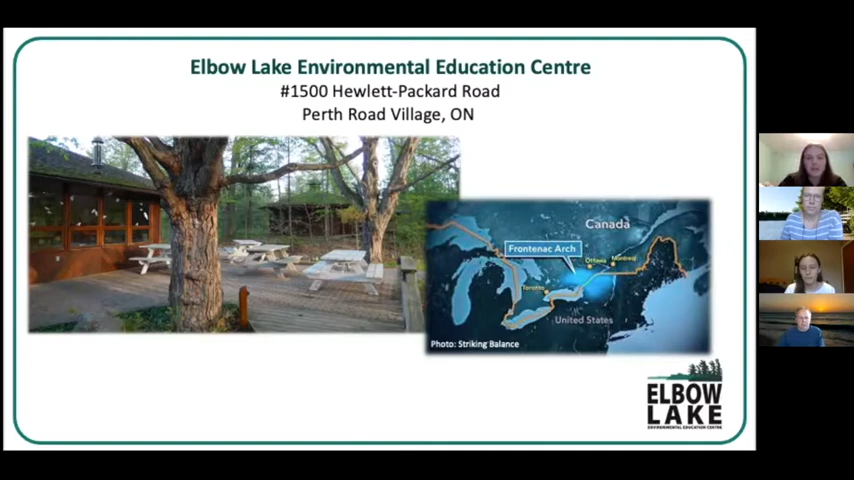 Elbow Lake Environmental Education Centre
#1500 Hewlett-Packard Road
Perth Road Village, ON
Canada
Frontenac Arch
Ottawa
Montreal
Toronto
United States
Photo: Striking Balance
ELBOW
LAKE
ENVIRONMENTAL EDUCATION CENTRE